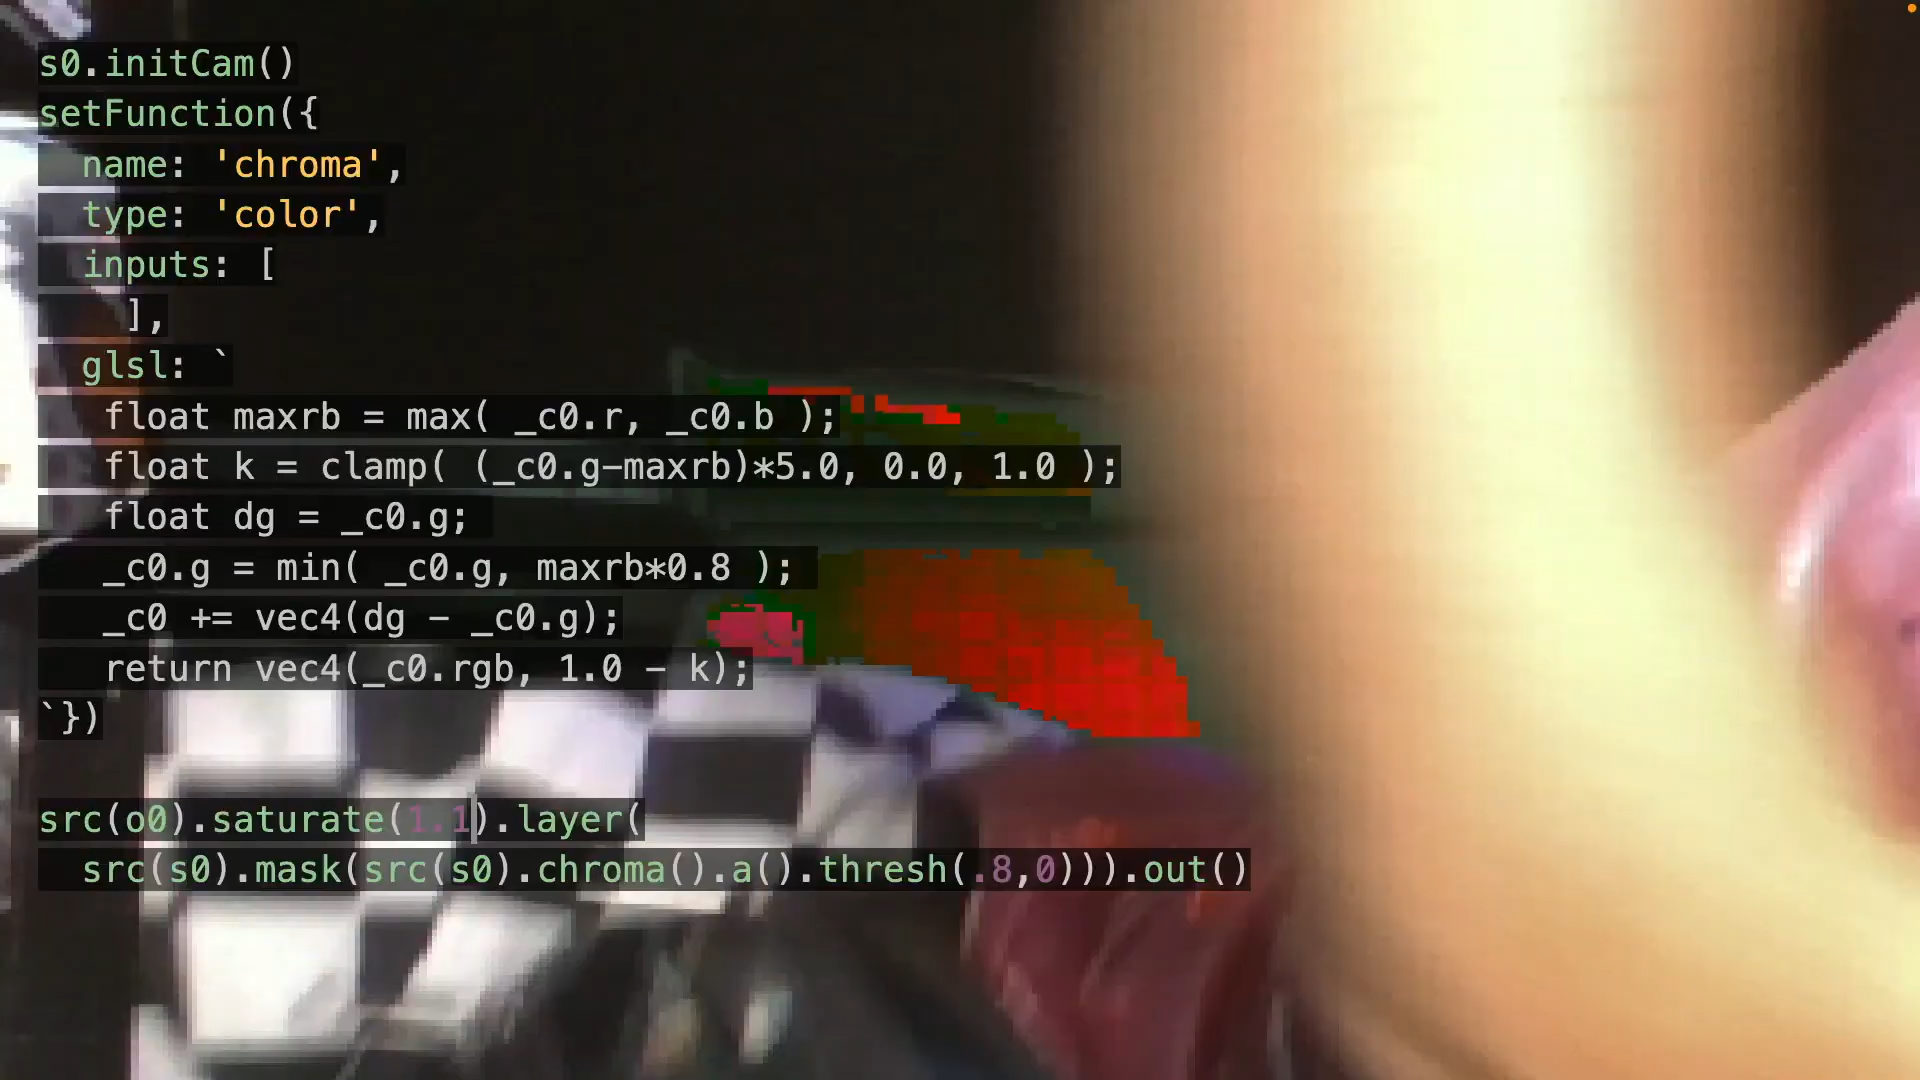 s0.initCam()
setFunction({
  name: 'chroma',
  type: 'color',
  inputs: [
    ],
  glsl: `
   float maxrb = max( _c0.r, _c0.b );
   float k = clamp( (_c0.g-maxrb)*5.0, 0.0, 1.0 );
   float dg = _c0.g;
   _c0.g = min( _c0.g, maxrb*0.8 );
   _c0 += vec4(dg - _c0.g);
   return vec4(_c0.rgb, 1.0 - k);
`})
src(o0).saturate(1.1).layer(
  src(s0).mask(src(s0).chroma().a().thresh(.8,0))).out()